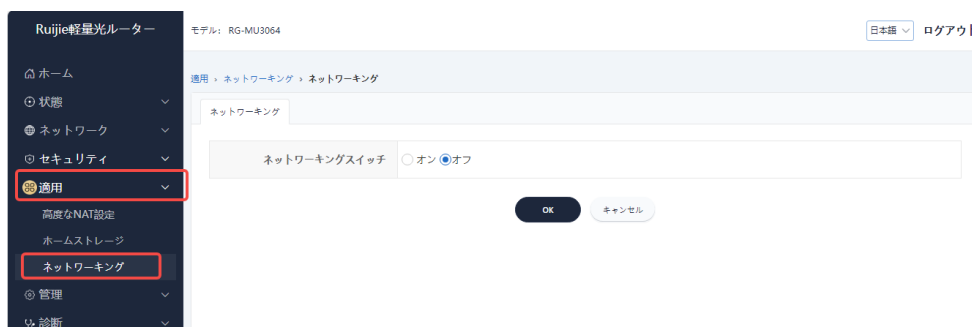 Ruijie軽量光ルーター
モデル: RG-MU3064
日本語
ログアウト
ホーム
状態
ネットワーク
セキュリティ
適用
高度なNAT設定
ホームストレージ
ネットワーキング
管理
診断
適用 › ネットワーキング › ネットワーキング
ネットワーキング
ネットワーキングスイッチ オン オフ
OK キャンセル